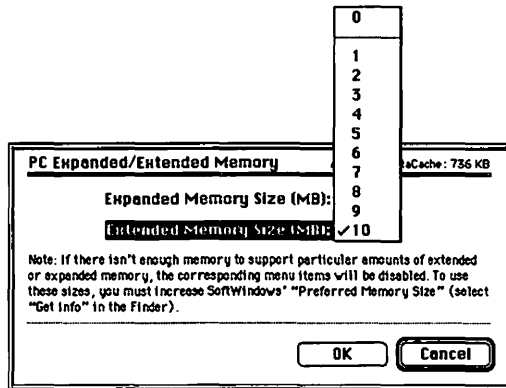 0
1
2
3
4
5
6
7
8
9
✓10
PC Expanded/Extended Memory
aCache: 736 KB
Expanded Memory Size (MB):
Extended Memory Size (MB):
Note: If there isn't enough memory to support particular amounts of extended
or expanded memory, the corresponding menu items will be disabled. To use
these sizes, you must increase SoftWindows' "Preferred Memory Size" (select
"Get Info" in the Finder).
OK
Cancel